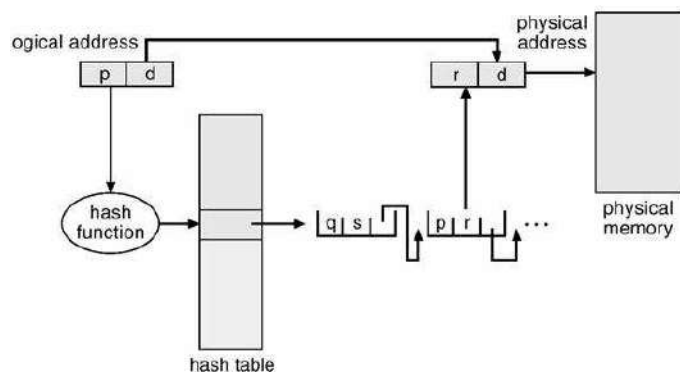 ogical address
physical
address
p d
r d
hash
function
q s
p r
...
physical
memory
hash table